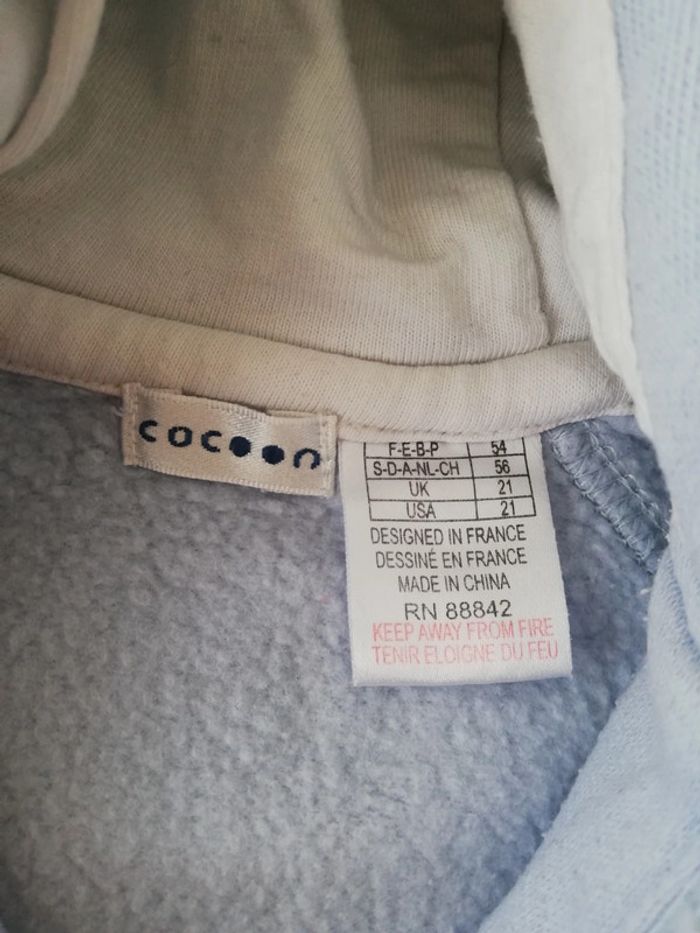 cocoon
F-E-B-P 54
S-D-A-NL-CH 56
UK 21
USA 21
DESIGNED IN FRANCE
DESSINÉ EN FRANCE
MADE IN CHINA
RN 88842
KEEP AWAY FROM FIRE
TENIR ELOIGNE DU FEU